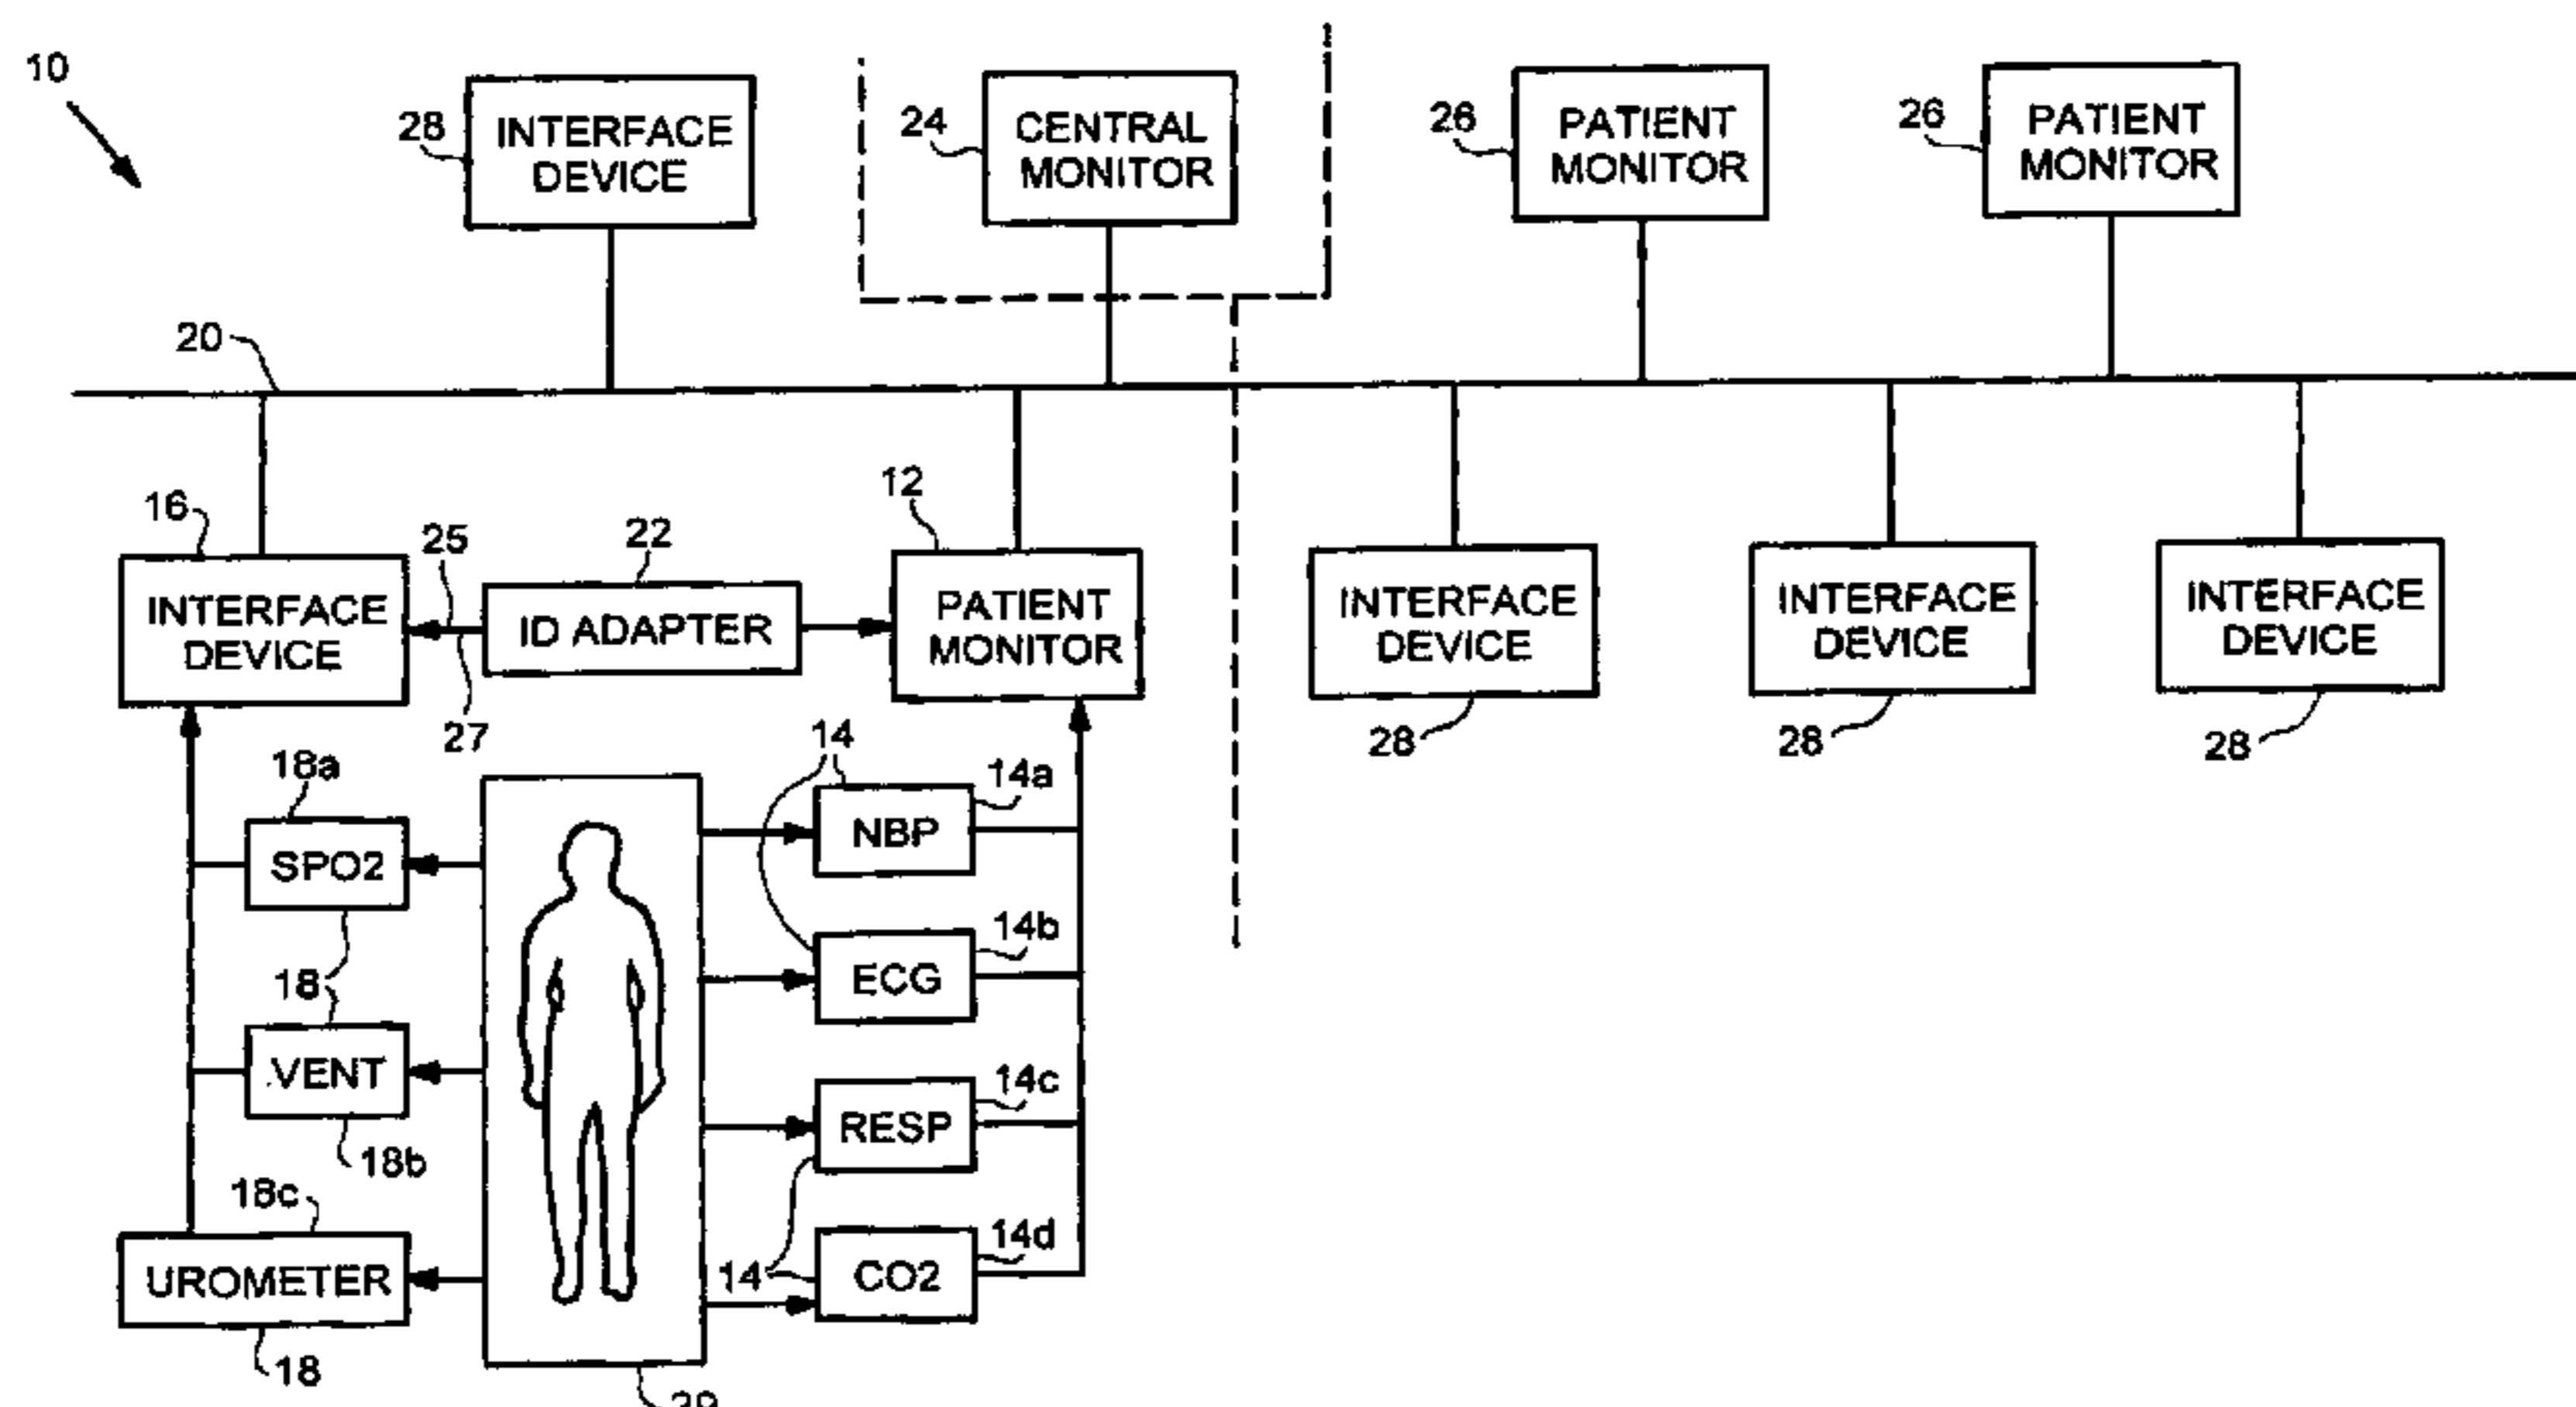 10
28
INTERFACE
DEVICE
24
CENTRAL
MONITOR
26
PATIENT
MONITOR
26
PATIENT
MONITOR
20
16
INTERFACE
DEVICE
25
27
22
ID ADAPTER
12
PATIENT
MONITOR
INTERFACE
DEVICE
28
INTERFACE
DEVICE
28
INTERFACE
DEVICE
28
18a
SPO2
18
VENT
18b
18c
UROMETER
18
14
NBP
14a
ECG
14b
RESP
14c
14
CO2
14d